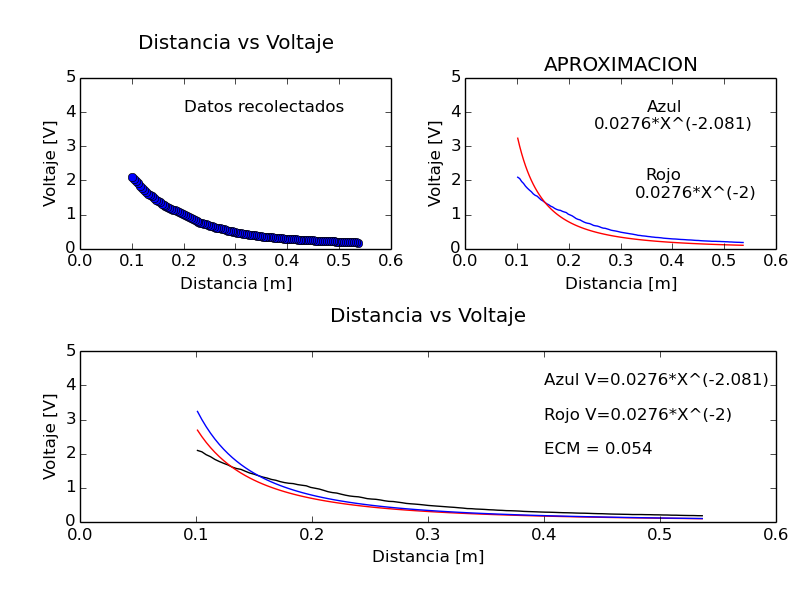 Distancia vs Voltaje
5
4
3
2
1
0
Voltaje [V]
Datos recolectados
0.0 0.1 0.2 0.3 0.4 0.5 0.6
Distancia [m]
APROXIMACION
5
4
3
2
1
0
Voltaje [V]
Azul
0.0276*X^(-2.081)
Rojo
0.0276*X^(-2)
0.0 0.1 0.2 0.3 0.4 0.5 0.6
Distancia [m]
Distancia vs Voltaje
5
4
3
2
1
0
Voltaje [V]
Azul V=0.0276*X^(-2.081)
Rojo V=0.0276*X^(-2)
ECM = 0.054
0.0 0.1 0.2 0.3 0.4 0.5 0.6
Distancia [m]